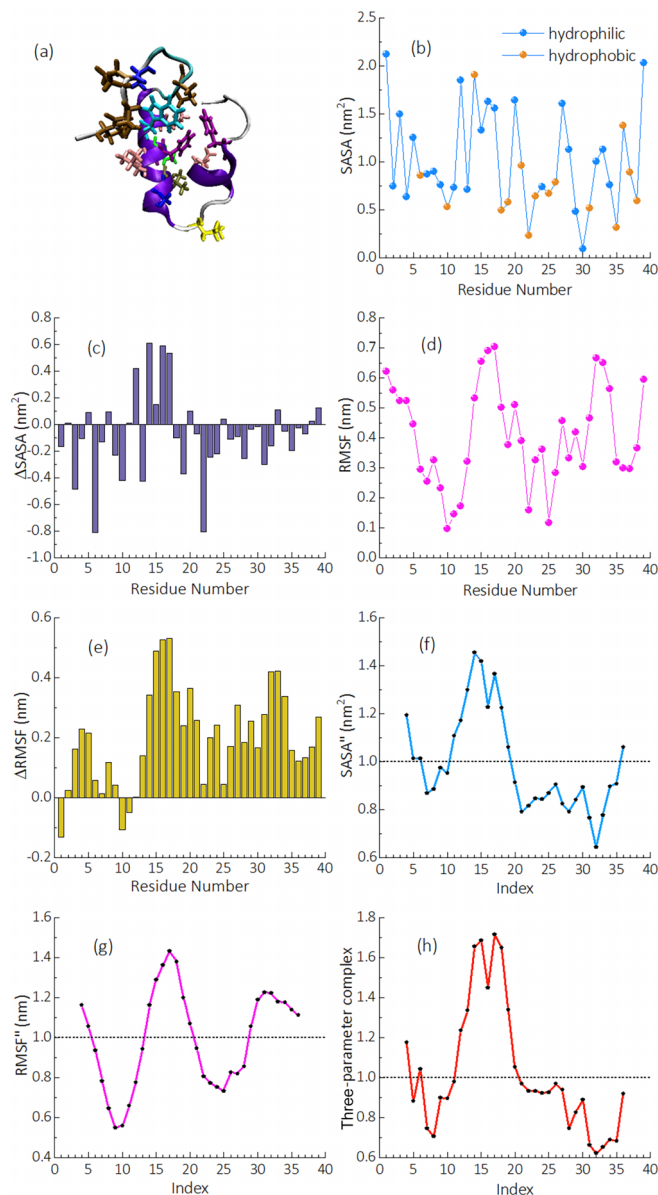 (a)
(b)
hydrophilic
hydrophobic
2.5
2.0
1.5
1.0
0.5
0.0
SASA (nm²)
0 5 10 15 20 25 30 35 40
Residue Number
(c)
0.8
0.6
0.4
0.2
0.0
-0.2
-0.4
-0.6
-0.8
-1.0
ΔSASA (nm²)
0 5 10 15 20 25 30 35 40
Residue Number
(d)
0.8
0.7
0.6
0.5
0.4
0.3
0.2
0.1
0.0
RMSF (nm)
0 5 10 15 20 25 30 35 40
Residue Number
(e)
0.6
0.4
0.2
0.0
-0.2
ΔRMSF (nm)
0 5 10 15 20 25 30 35 40
Residue Number
(f)
1.6
1.4
1.2
1.0
0.8
0.6
SASA" (nm²)
0 5 10 15 20 25 30 35 40
Index
(g)
1.6
1.4
1.2
1.0
0.8
0.6
0.4
RMSF" (nm)
0 5 10 15 20 25 30 35 40
Index
(h)
1.8
1.6
1.4
1.2
1.0
0.8
0.6
Three-parameter complex
0 5 10 15 20 25 30 35 40
Index